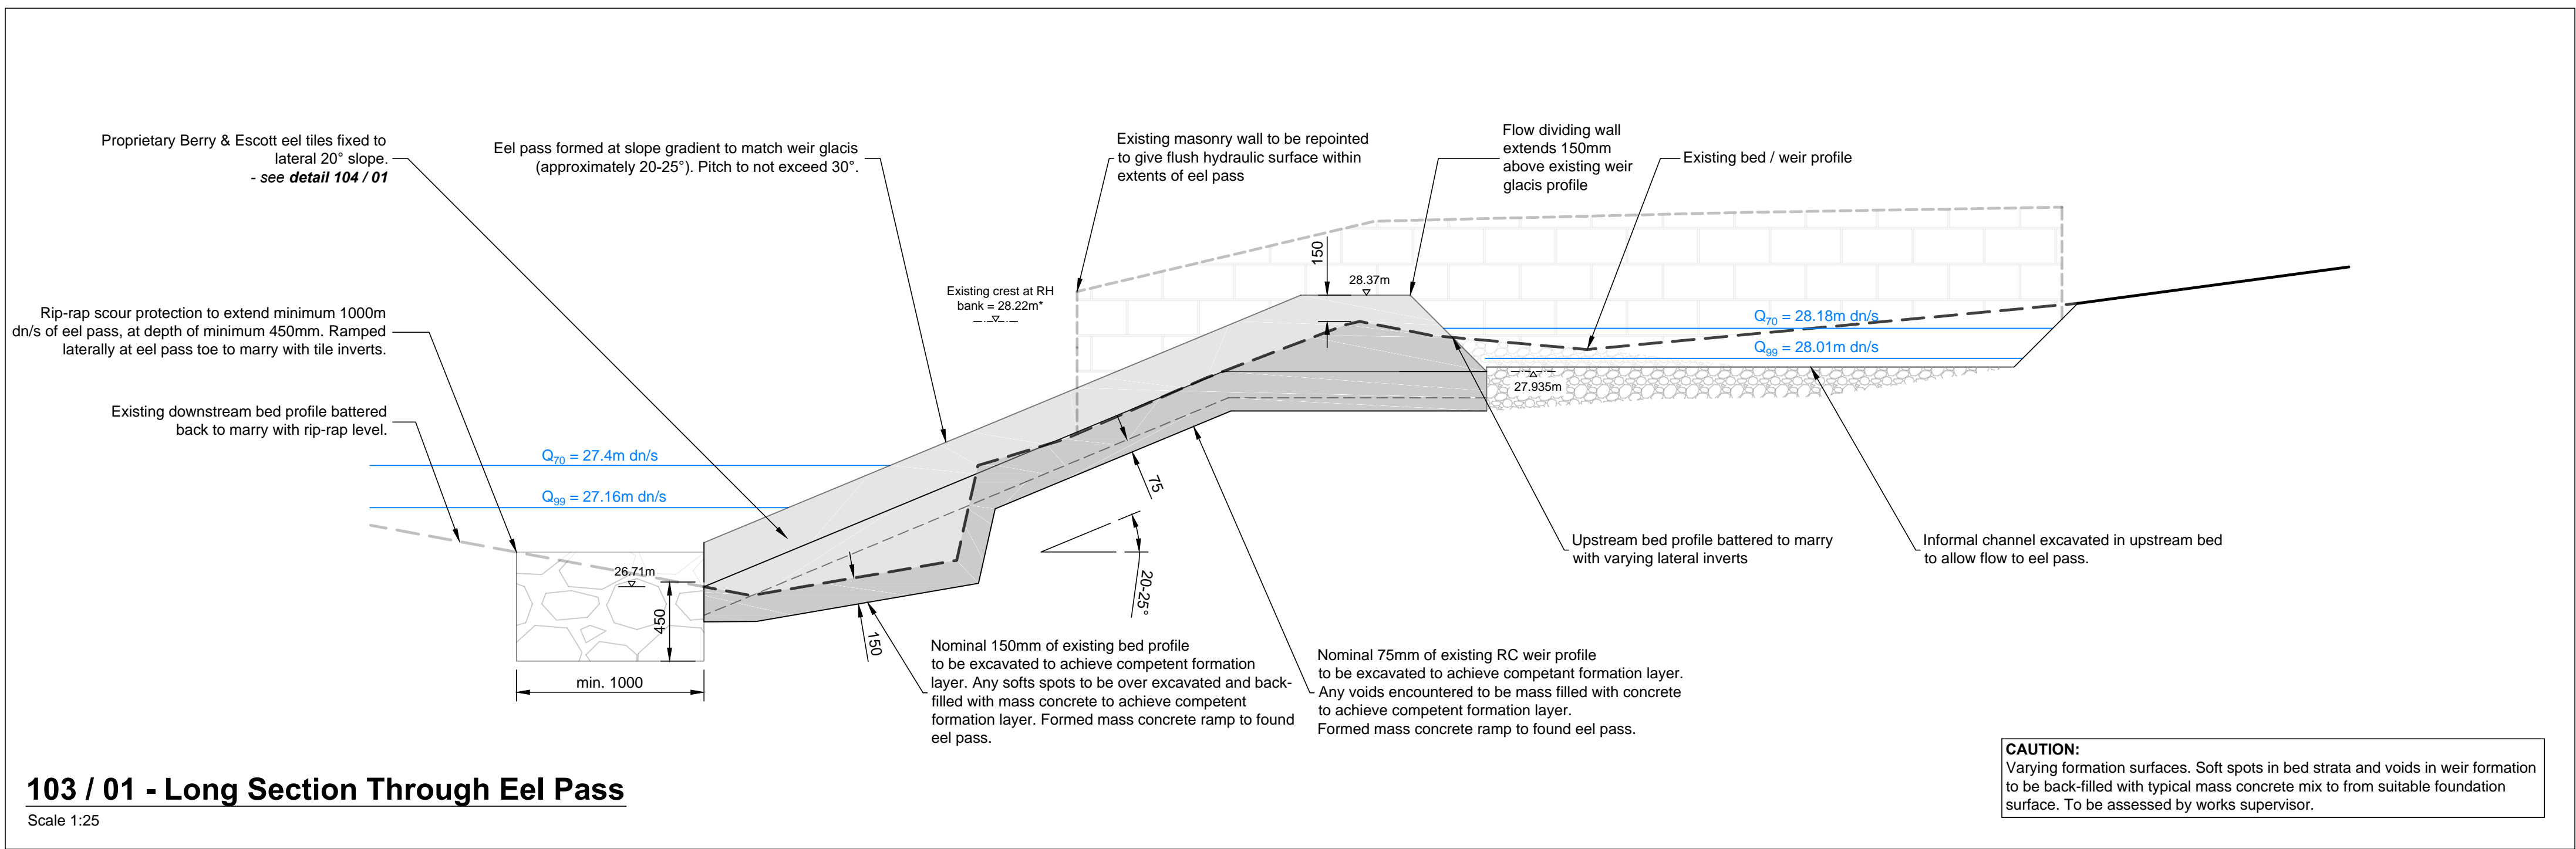 Proprietary Berry & Escott eel tiles fixed to
lateral 20° slope.
- see detail 104 / 01
Eel pass formed at slope gradient to match weir glacis
(approximately 20-25°). Pitch to not exceed 30°.
Existing masonry wall to be repointed
to give flush hydraulic surface within
extents of eel pass
Flow dividing wall
extends 150mm
above existing weir
glacis profile
Existing bed / weir profile
Rip-rap scour protection to extend minimum 1000m
dn/s of eel pass, at depth of minimum 450mm. Ramped
laterally at eel pass toe to marry with tile inverts.
Existing downstream bed profile battered
back to marry with rip-rap level.
Existing crest at RH
bank = 28.22m*
150
28.37m
Q70 = 28.18m dn/s
Q99 = 28.01m dn/s
27.935m
Q70 = 27.4m dn/s
Q99 = 27.16m dn/s
26.71m
450
min. 1000
150
75
20-25°
Upstream bed profile battered to marry
with varying lateral inverts
Informal channel excavated in upstream bed
to allow flow to eel pass.
Nominal 150mm of existing bed profile
to be excavated to achieve competent formation
layer. Any softs spots to be over excavated and back-
filled with mass concrete to achieve competent
formation layer. Formed mass concrete ramp to found
eel pass.
Nominal 75mm of existing RC weir profile
to be excavated to achieve competant formation layer.
Any voids encountered to be mass filled with concrete
to achieve competent formation layer.
Formed mass concrete ramp to found eel pass.
CAUTION:
Varying formation surfaces. Soft spots in bed strata and voids in weir formation
to be back-filled with typical mass concrete mix to from suitable foundation
surface. To be assessed by works supervisor.
103 / 01 - Long Section Through Eel Pass
Scale 1:25